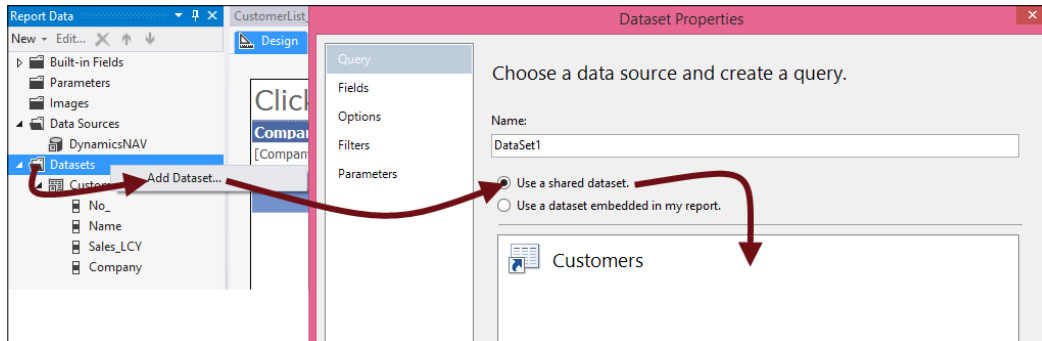 Report Data
New Edit...
Built-in Fields
Parameters
Images
Data Sources
DynamicsNAV
Datasets
Add Dataset...
No_
Name
Sales_LCY
Company
CustomerList_
Design
Click
[Compan
Dataset Properties
Query
Fields
Options
Filters
Parameters
Choose a data source and create a query.
Name:
DataSet1
Use a shared dataset.
Use a dataset embedded in my report.
Customers